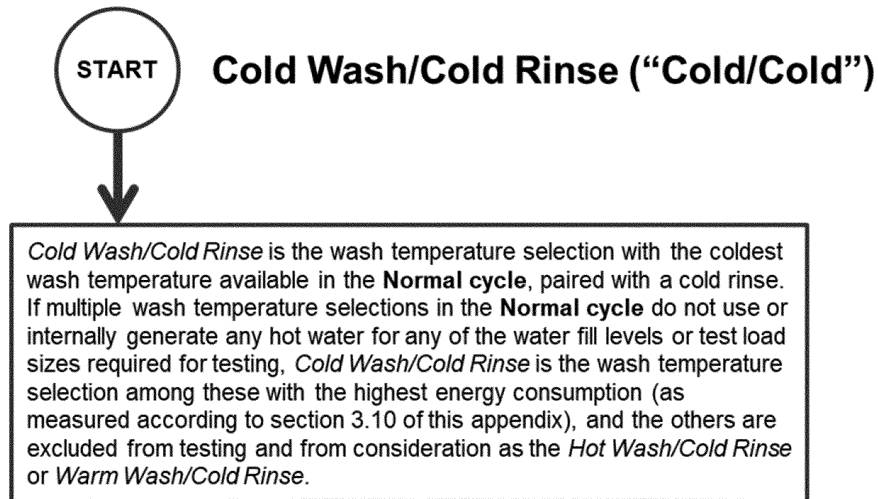 START
Cold Wash/Cold Rinse (“Cold/Cold”)
Cold Wash/Cold Rinse is the wash temperature selection with the coldest
wash temperature available in the Normal cycle, paired with a cold rinse.
If multiple wash temperature selections in the Normal cycle do not use or
internally generate any hot water for any of the water fill levels or test load
sizes required for testing, Cold Wash/Cold Rinse is the wash temperature
selection among these with the highest energy consumption (as
measured according to section 3.10 of this appendix), and the others are
excluded from testing and from consideration as the Hot Wash/Cold Rinse
or Warm Wash/Cold Rinse.